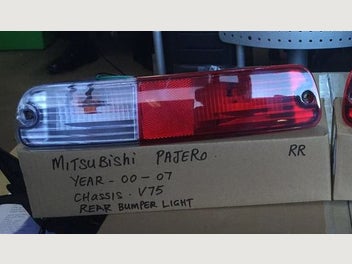 MITSUBISHI PAJERO. RR
YEAR - 00 - 07
CHASSIS . V75
REAR BUMPER LIGHT